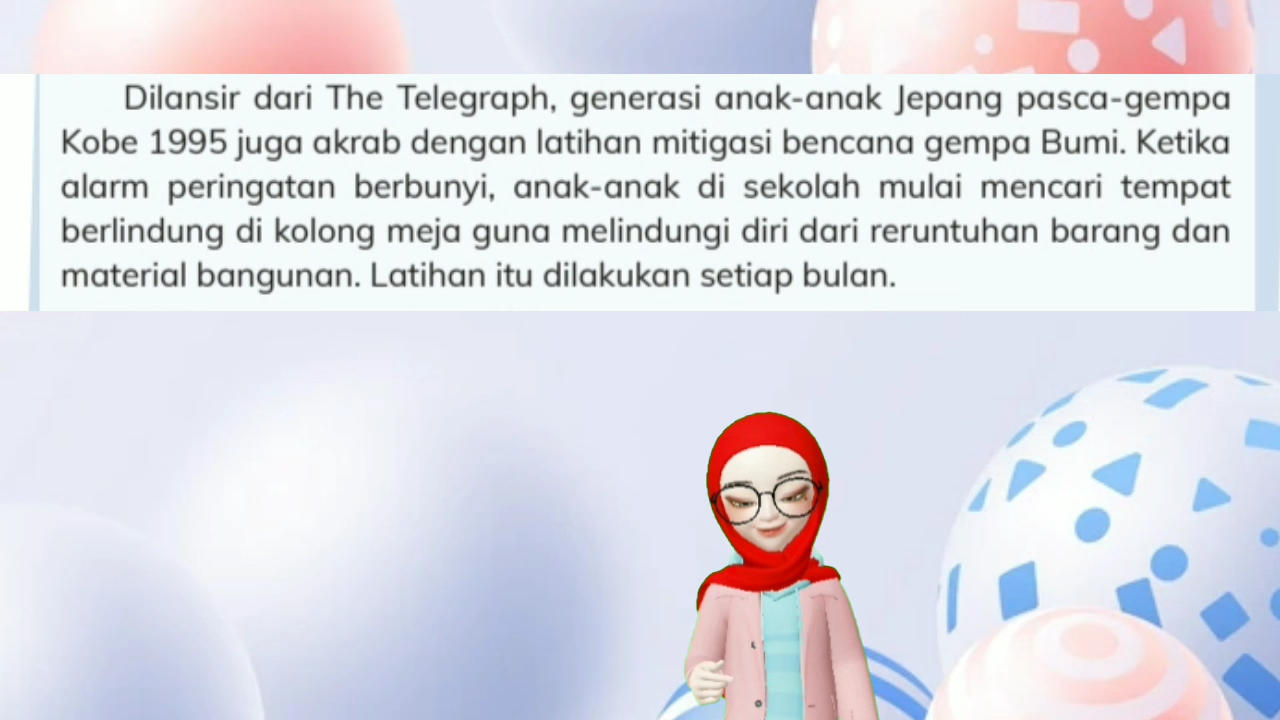 Dilansir dari The Telegraph, generasi anak-anak Jepang pasca-gempa
Kobe 1995 juga akrab dengan latihan mitigasi bencana gempa Bumi. Ketika
alarm peringatan berbunyi, anak-anak di sekolah mulai mencari tempat
berlindung di kolong meja guna melindungi diri dari reruntuhan barang dan
material bangunan. Latihan itu dilakukan setiap bulan.